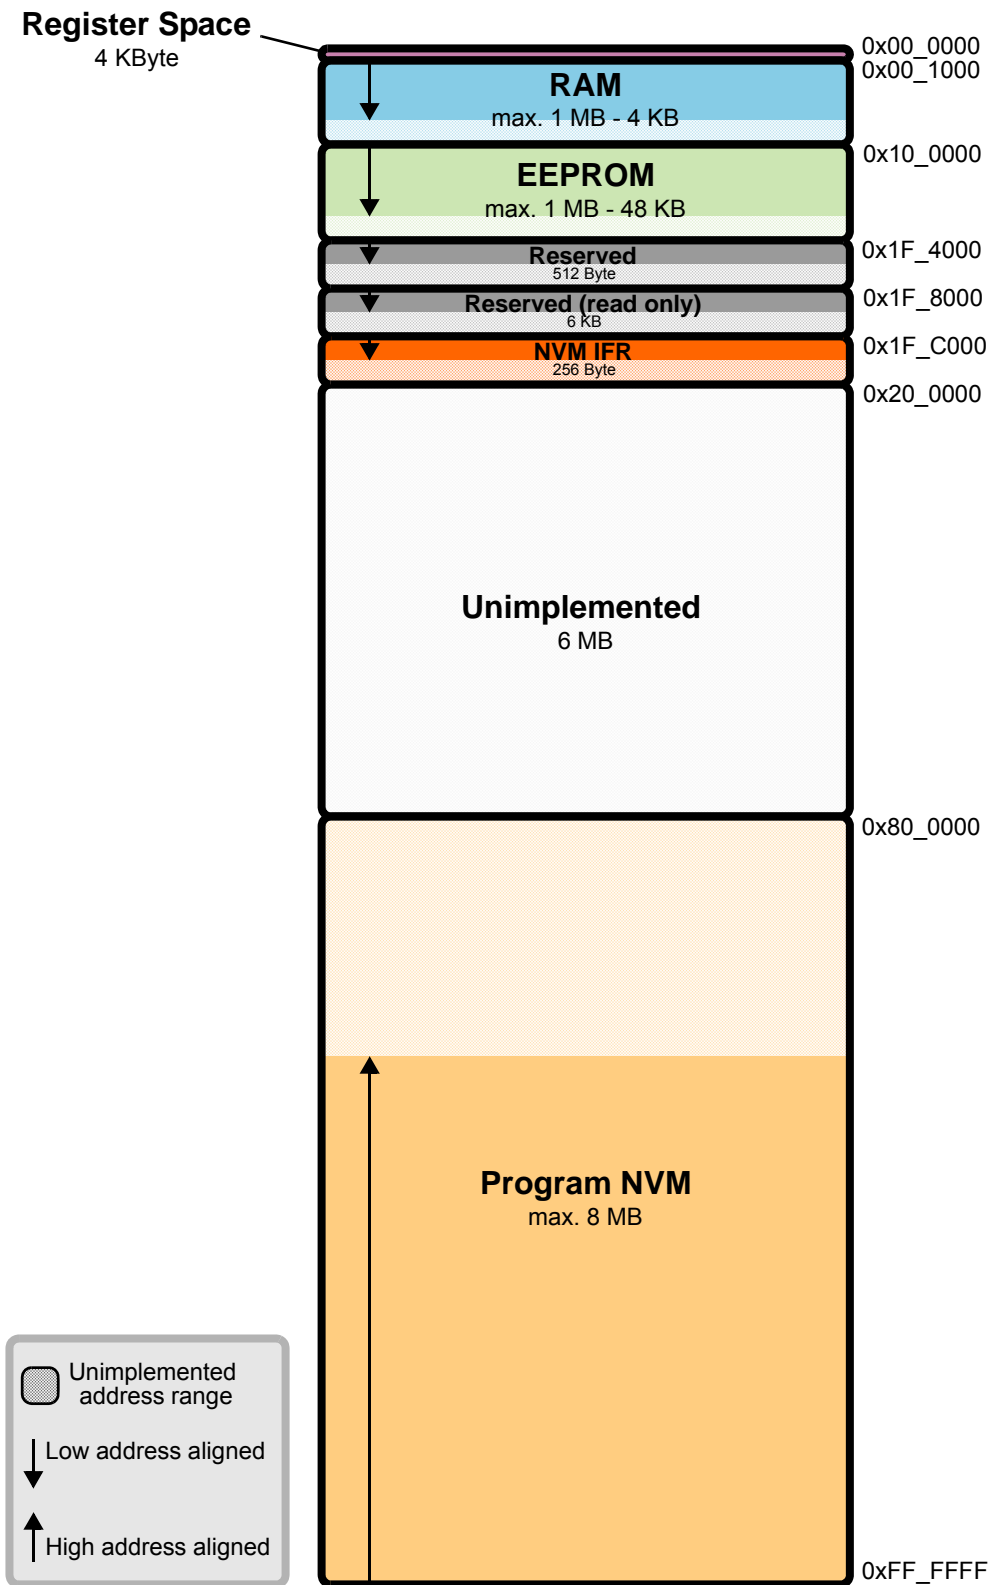 Register Space
4 KByte
0x00_0000
0x00_1000
RAM
max. 1 MB - 4 KB
0x10_0000
EEPROM
max. 1 MB - 48 KB
0x1F_4000
Reserved
512 Byte
0x1F_8000
Reserved (read only)
6 KB
0x1F_C000
NVM IFR
256 Byte
0x20_0000
Unimplemented
6 MB
0x80_0000
Program NVM
max. 8 MB
Unimplemented
address range
Low address aligned
High address aligned
0xFF_FFFF